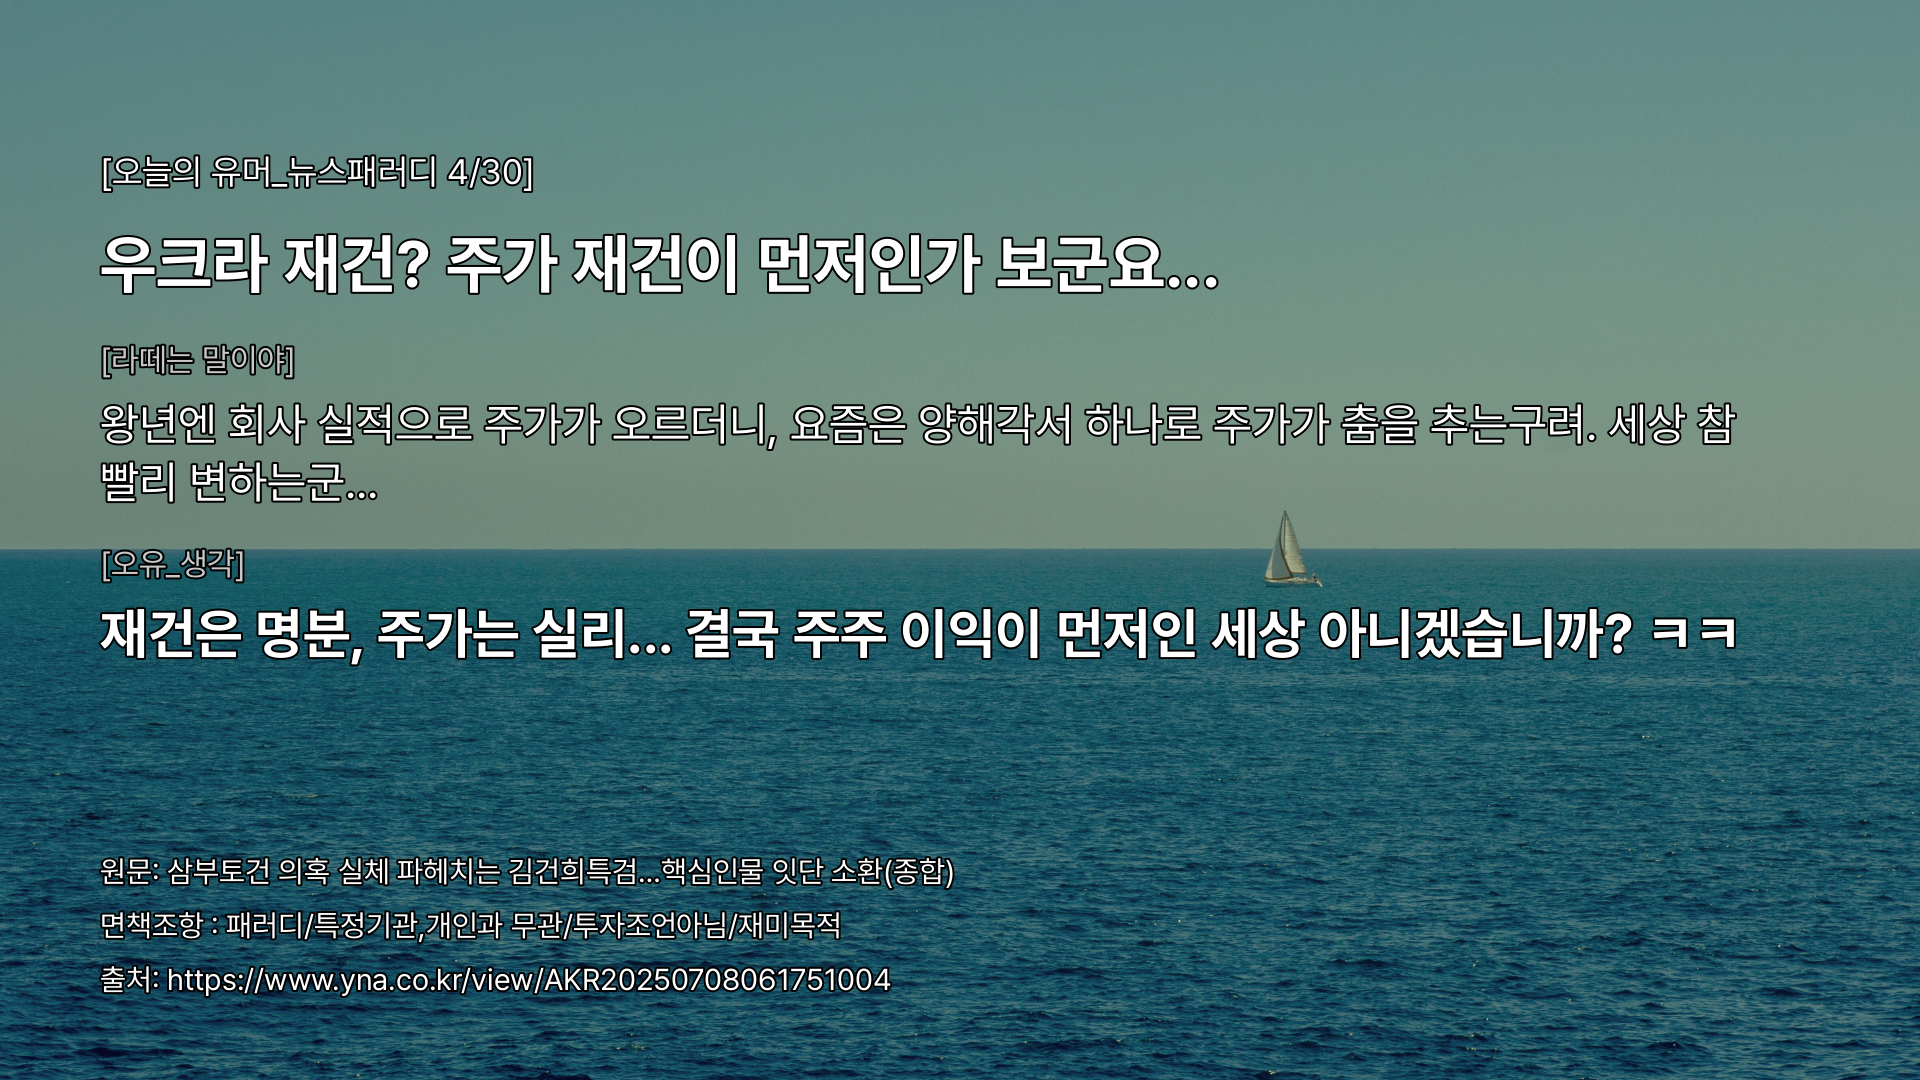 [오늘의 유머_뉴스패러디 4/30]
우크라 재건? 주가 재건이 먼저인가 보군요...
[라떼는 말이야]
왕년엔 회사 실적으로 주가가 오르더니, 요즘은 양해각서 하나로 주가가 춤을 추는구려. 세상 참
빨리 변하는군...
[오유_생각]
재건은 명분, 주가는 실리... 결국 주주 이익이 먼저인 세상 아니겠습니까? ㅋㅋ
원문: 삼부토건 의혹 실체 파헤치는 김건희특검...핵심인물 잇단 소환(종합)
면책조항 : 패러디/특정기관,개인과 무관/투자조언아님/재미목적
출처: https://www.yna.co.kr/view/AKR20250708061751004